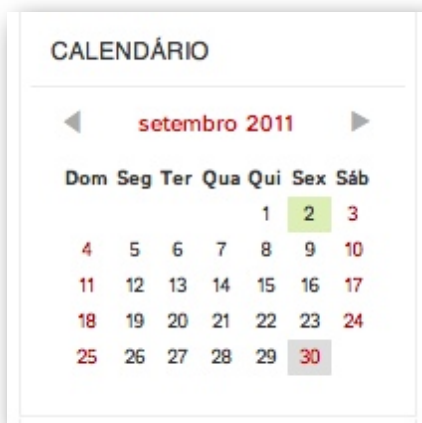 CALENDÁRIO
setembro 2011
Dom Seg Ter Qua Qui Sex Sáb
1 2 3
4 5 6 7 8 9 10
11 12 13 14 15 16 17
18 19 20 21 22 23 24
25 26 27 28 29 30